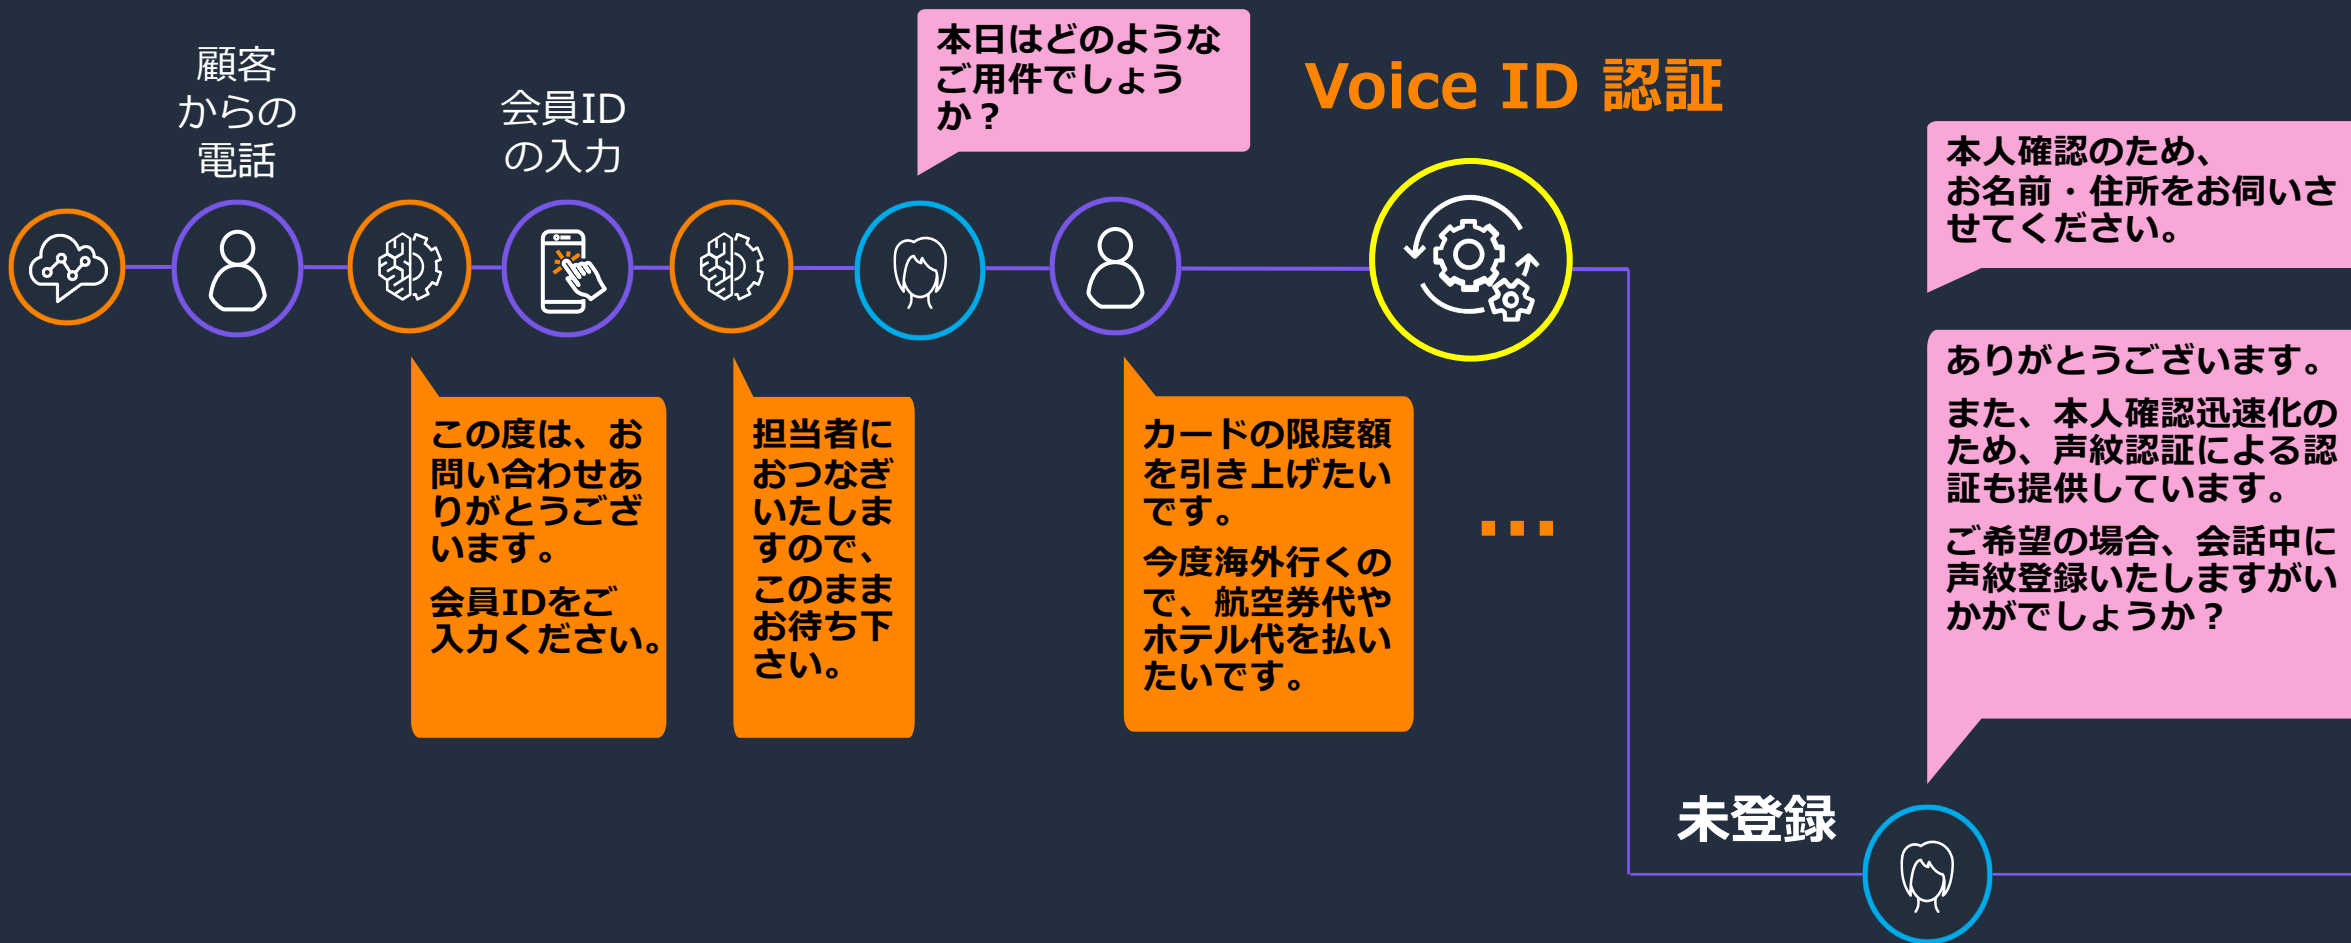 顧客
からの
電話
会員ID
の入力
本日はどのような
ご用件でしょう
か？
Voice ID 認証
本人確認のため、
お名前・住所をお伺いさ
せてください。
この度は、お
問い合わせあ
りがとうござ
います。
会員IDをご
入力ください。
担当者に
おつなぎ
いたしま
すので、
このまま
お待ち下
さい。
カードの限度額
を引き上げたい
です。
今度海外行くの
で、航空券代や
ホテル代を払い
たいです。
...
ありがとうございます。
また、本人確認迅速化の
ため、声紋認証による認
証も提供しています。
ご希望の場合、会話中に
声紋登録いたしますがい
かがでしょうか？
未登録